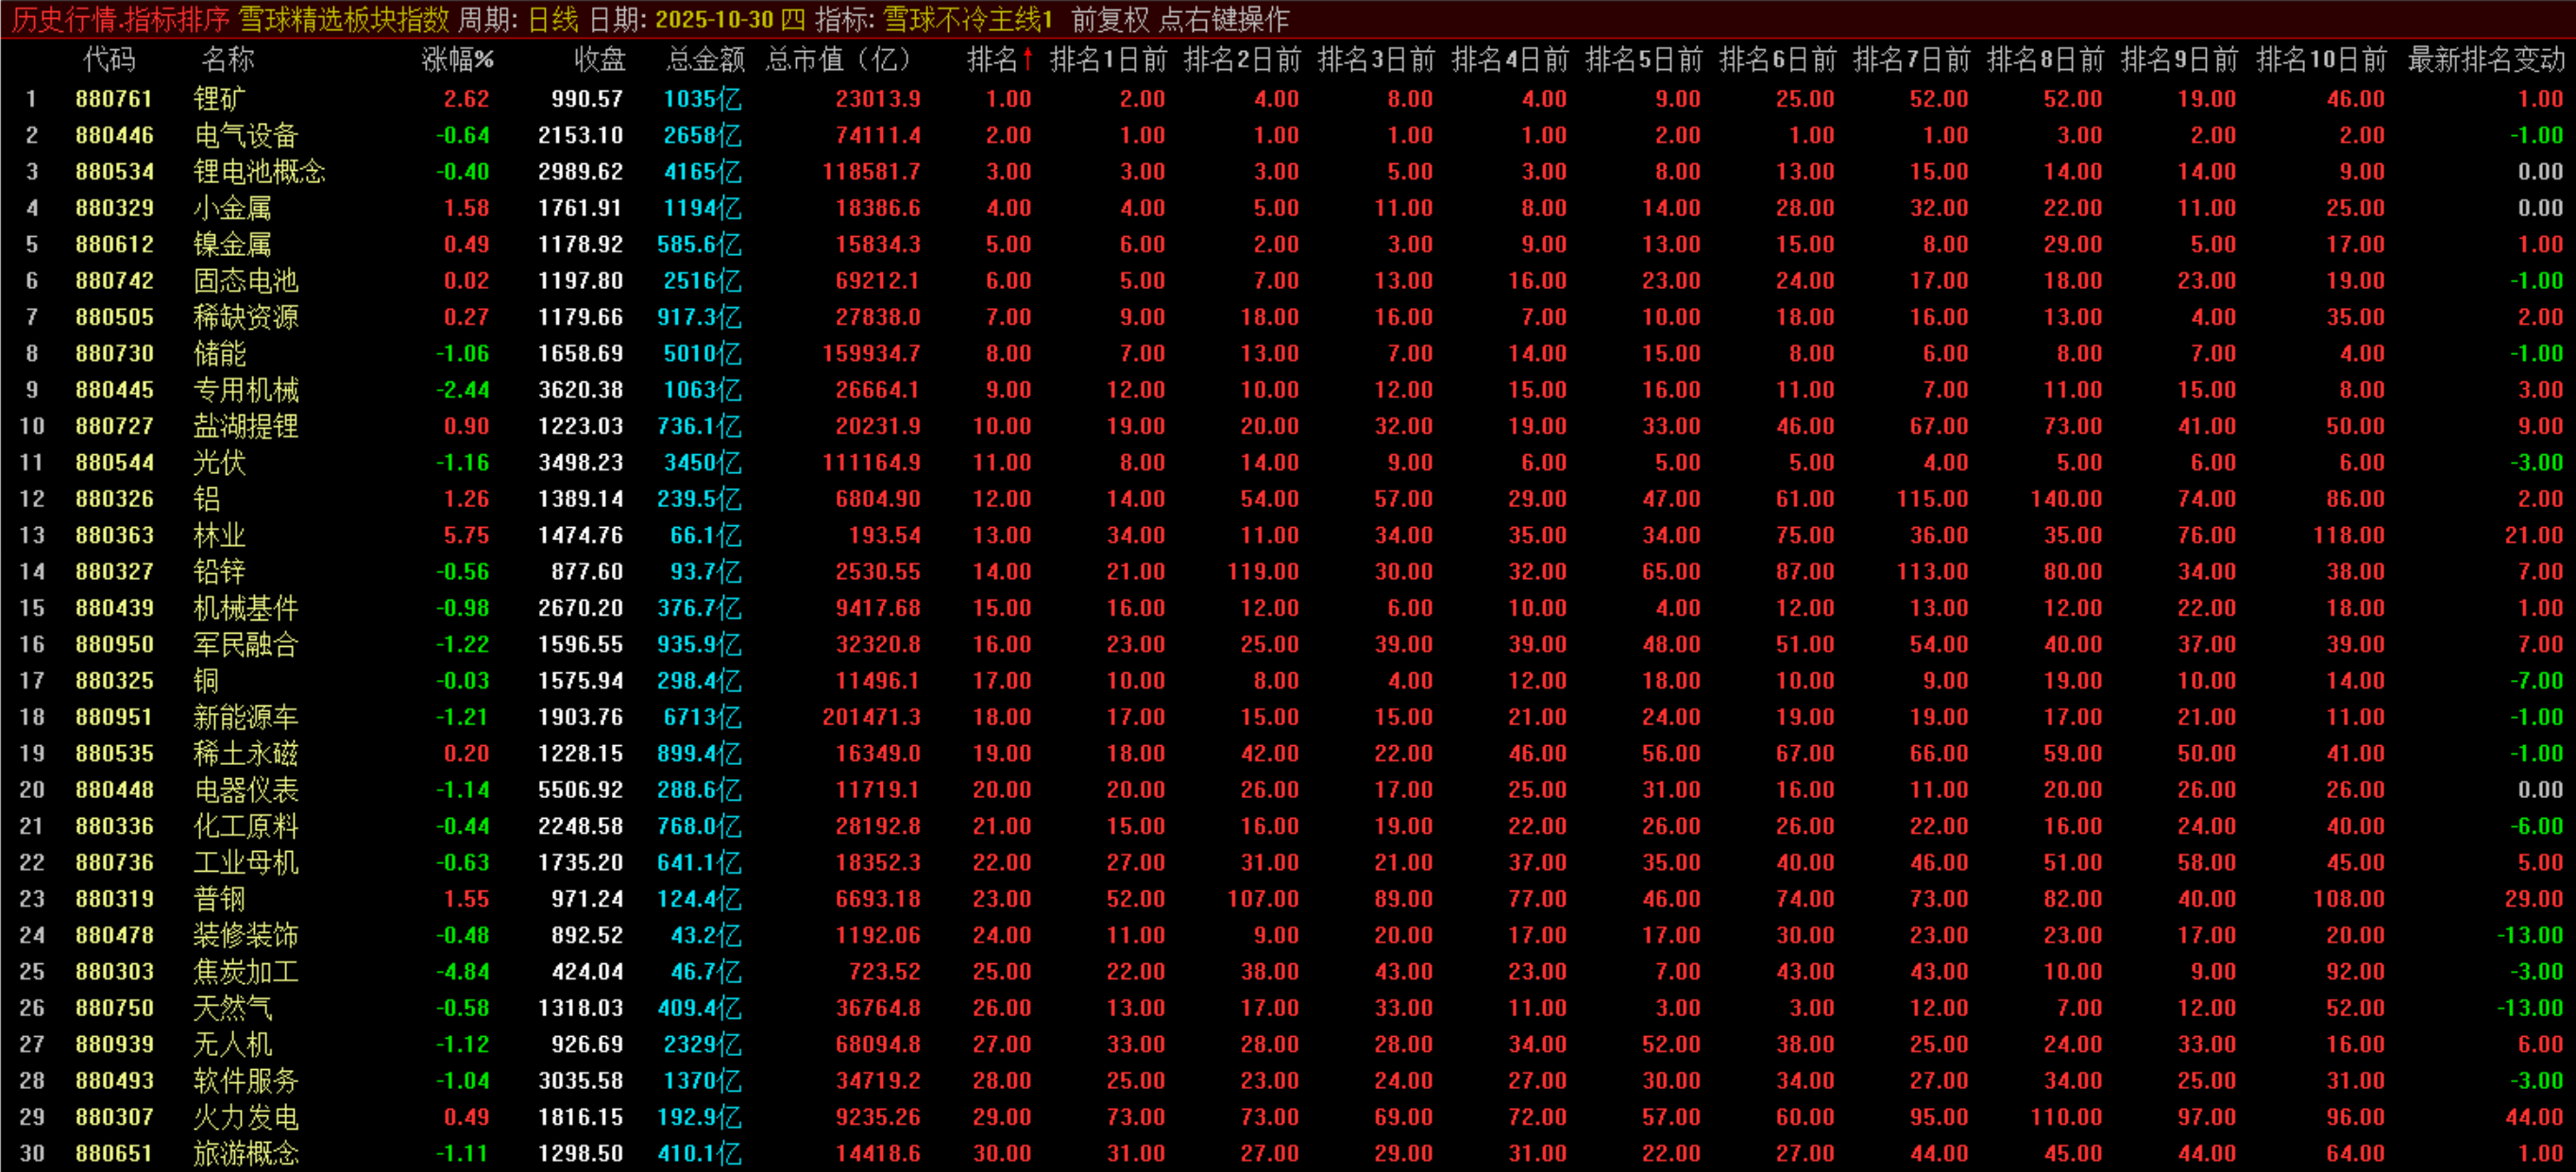 历史行情.指标排序 雪球精选板块指数 周期: 日线 日期: 2025-10-30 四 指标: 雪球不冷主线1 前复权 点右键操作
代码 名称 涨幅% 收盘 总金额 总市值（亿） 排名↑ 排名1日前 排名2日前 排名3日前 排名4日前 排名5日前 排名6日前 排名7日前 排名8日前 排名9日前 排名10日前 最新排名变动
1 880761 锂矿 2.62 990.57 1035亿 23013.9 1.00 2.00 4.00 8.00 4.00 9.00 25.00 52.00 52.00 19.00 46.00 1.00
2 880446 电气设备 -0.64 2153.10 2658亿 74111.4 2.00 1.00 1.00 1.00 1.00 2.00 1.00 1.00 3.00 2.00 2.00 -1.00
3 880534 锂电池概念 -0.40 2989.62 4165亿 118581.7 3.00 3.00 3.00 5.00 3.00 8.00 13.00 15.00 14.00 14.00 9.00 0.00
4 880329 小金属 1.58 1761.91 1194亿 18386.6 4.00 4.00 5.00 11.00 8.00 14.00 28.00 32.00 22.00 11.00 25.00 0.00
5 880612 镍金属 0.49 1178.92 585.6亿 15834.3 5.00 6.00 2.00 3.00 9.00 13.00 15.00 8.00 29.00 5.00 17.00 1.00
6 880742 固态电池 0.02 1197.80 2516亿 69212.1 6.00 5.00 7.00 13.00 16.00 23.00 24.00 17.00 18.00 23.00 19.00 -1.00
7 880505 稀缺资源 0.27 1179.66 917.3亿 27838.0 7.00 9.00 18.00 16.00 7.00 10.00 18.00 16.00 13.00 4.00 35.00 2.00
8 880730 储能 -1.06 1658.69 5010亿 159934.7 8.00 7.00 13.00 7.00 14.00 15.00 8.00 6.00 8.00 7.00 4.00 -1.00
9 880445 专用机械 -2.44 3620.38 1063亿 26664.1 9.00 12.00 10.00 12.00 15.00 16.00 11.00 7.00 11.00 15.00 8.00 3.00
10 880727 盐湖提锂 0.90 1223.03 736.1亿 20231.9 10.00 19.00 20.00 32.00 19.00 33.00 46.00 67.00 73.00 41.00 50.00 9.00
11 880544 光伏 -1.16 3498.23 3450亿 111164.9 11.00 8.00 14.00 9.00 6.00 5.00 5.00 4.00 5.00 6.00 6.00 -3.00
12 880326 铝 1.26 1389.14 239.5亿 6804.90 12.00 14.00 54.00 57.00 29.00 47.00 61.00 115.00 140.00 74.00 86.00 2.00
13 880363 林业 5.75 1474.76 66.1亿 193.54 13.00 34.00 11.00 34.00 35.00 34.00 75.00 36.00 35.00 76.00 118.00 21.00
14 880327 铅锌 -0.56 877.60 93.7亿 2530.55 14.00 21.00 119.00 30.00 32.00 65.00 87.00 113.00 80.00 34.00 38.00 7.00
15 880439 机械基件 -0.98 2670.20 376.7亿 9417.68 15.00 16.00 12.00 6.00 10.00 4.00 12.00 13.00 12.00 22.00 18.00 1.00
16 880950 军民融合 -1.22 1596.55 935.9亿 32320.8 16.00 23.00 25.00 39.00 39.00 48.00 51.00 54.00 40.00 37.00 39.00 7.00
17 880325 铜 -0.03 1575.94 298.4亿 11496.1 17.00 10.00 8.00 4.00 12.00 18.00 10.00 9.00 19.00 10.00 14.00 -7.00
18 880951 新能源车 -1.21 1903.76 6713亿 201471.3 18.00 17.00 15.00 15.00 21.00 24.00 19.00 19.00 17.00 21.00 11.00 -1.00
19 880535 稀土永磁 0.20 1228.15 899.4亿 16349.0 19.00 18.00 42.00 22.00 46.00 56.00 67.00 66.00 59.00 50.00 41.00 -1.00
20 880448 电器仪表 -1.14 5506.92 288.6亿 11719.1 20.00 20.00 26.00 17.00 25.00 31.00 16.00 11.00 20.00 26.00 26.00 0.00
21 880336 化工原料 -0.44 2248.58 768.0亿 28192.8 21.00 15.00 16.00 19.00 22.00 26.00 26.00 22.00 16.00 24.00 40.00 -6.00
22 880736 工业母机 -0.63 1735.20 641.1亿 18352.3 22.00 27.00 31.00 21.00 37.00 35.00 40.00 46.00 51.00 58.00 45.00 5.00
23 880319 普钢 1.55 971.24 124.4亿 6693.18 23.00 52.00 107.00 89.00 77.00 46.00 74.00 73.00 82.00 40.00 108.00 29.00
24 880478 装修装饰 -0.48 892.52 43.2亿 1192.06 24.00 11.00 9.00 20.00 17.00 17.00 30.00 23.00 23.00 17.00 20.00 -13.00
25 880303 焦炭加工 -4.84 424.04 46.7亿 723.52 25.00 22.00 38.00 43.00 23.00 7.00 43.00 43.00 10.00 9.00 92.00 -3.00
26 880750 天然气 -0.58 1318.03 409.4亿 36764.8 26.00 13.00 17.00 33.00 11.00 3.00 3.00 12.00 7.00 12.00 52.00 -13.00
27 880939 无人机 -1.12 926.69 2329亿 68094.8 27.00 33.00 28.00 28.00 34.00 52.00 38.00 25.00 24.00 33.00 16.00 6.00
28 880493 软件服务 -1.04 3035.58 1370亿 34719.2 28.00 25.00 23.00 24.00 27.00 30.00 34.00 27.00 34.00 25.00 31.00 -3.00
29 880307 火力发电 0.49 1816.15 192.9亿 9235.26 29.00 73.00 73.00 69.00 72.00 57.00 60.00 95.00 110.00 97.00 96.00 44.00
30 880651 旅游概念 -1.11 1298.50 410.1亿 14418.6 30.00 31.00 27.00 29.00 31.00 22.00 27.00 44.00 45.00 44.00 64.00 1.00